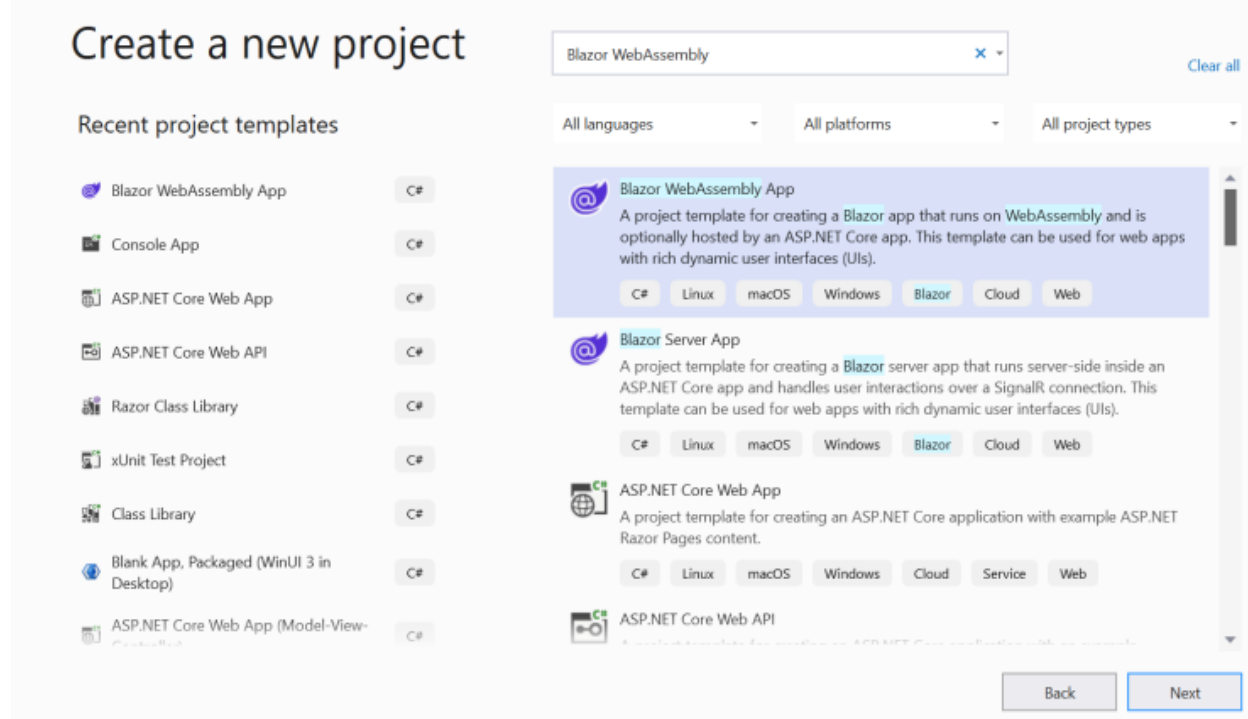 Create a new project
Blazor WebAssembly
Clear all
Recent project templates
All languages
All platforms
All project types
Blazor WebAssembly App C#
Console App C#
ASP.NET Core Web App C#
ASP.NET Core Web API C#
Razor Class Library C#
xUnit Test Project C#
Class Library C#
Blank App, Packaged (WinUI 3 in
Desktop) C#
ASP.NET Core Web App (Model-View-
C#
Blazor WebAssembly App
A project template for creating a Blazor app that runs on WebAssembly and is
optionally hosted by an ASP.NET Core app. This template can be used for web apps
with rich dynamic user interfaces (UIs).
C# Linux macOS Windows Blazor Cloud Web
Blazor Server App
A project template for creating a Blazor server app that runs server-side inside an
ASP.NET Core app and handles user interactions over a SignalR connection. This
template can be used for web apps with rich dynamic user interfaces (UIs).
C# Linux macOS Windows Blazor Cloud Web
ASP.NET Core Web App
A project template for creating an ASP.NET Core application with example ASP.NET
Razor Pages content.
C# Linux macOS Windows Cloud Service Web
ASP.NET Core Web API
Back
Next